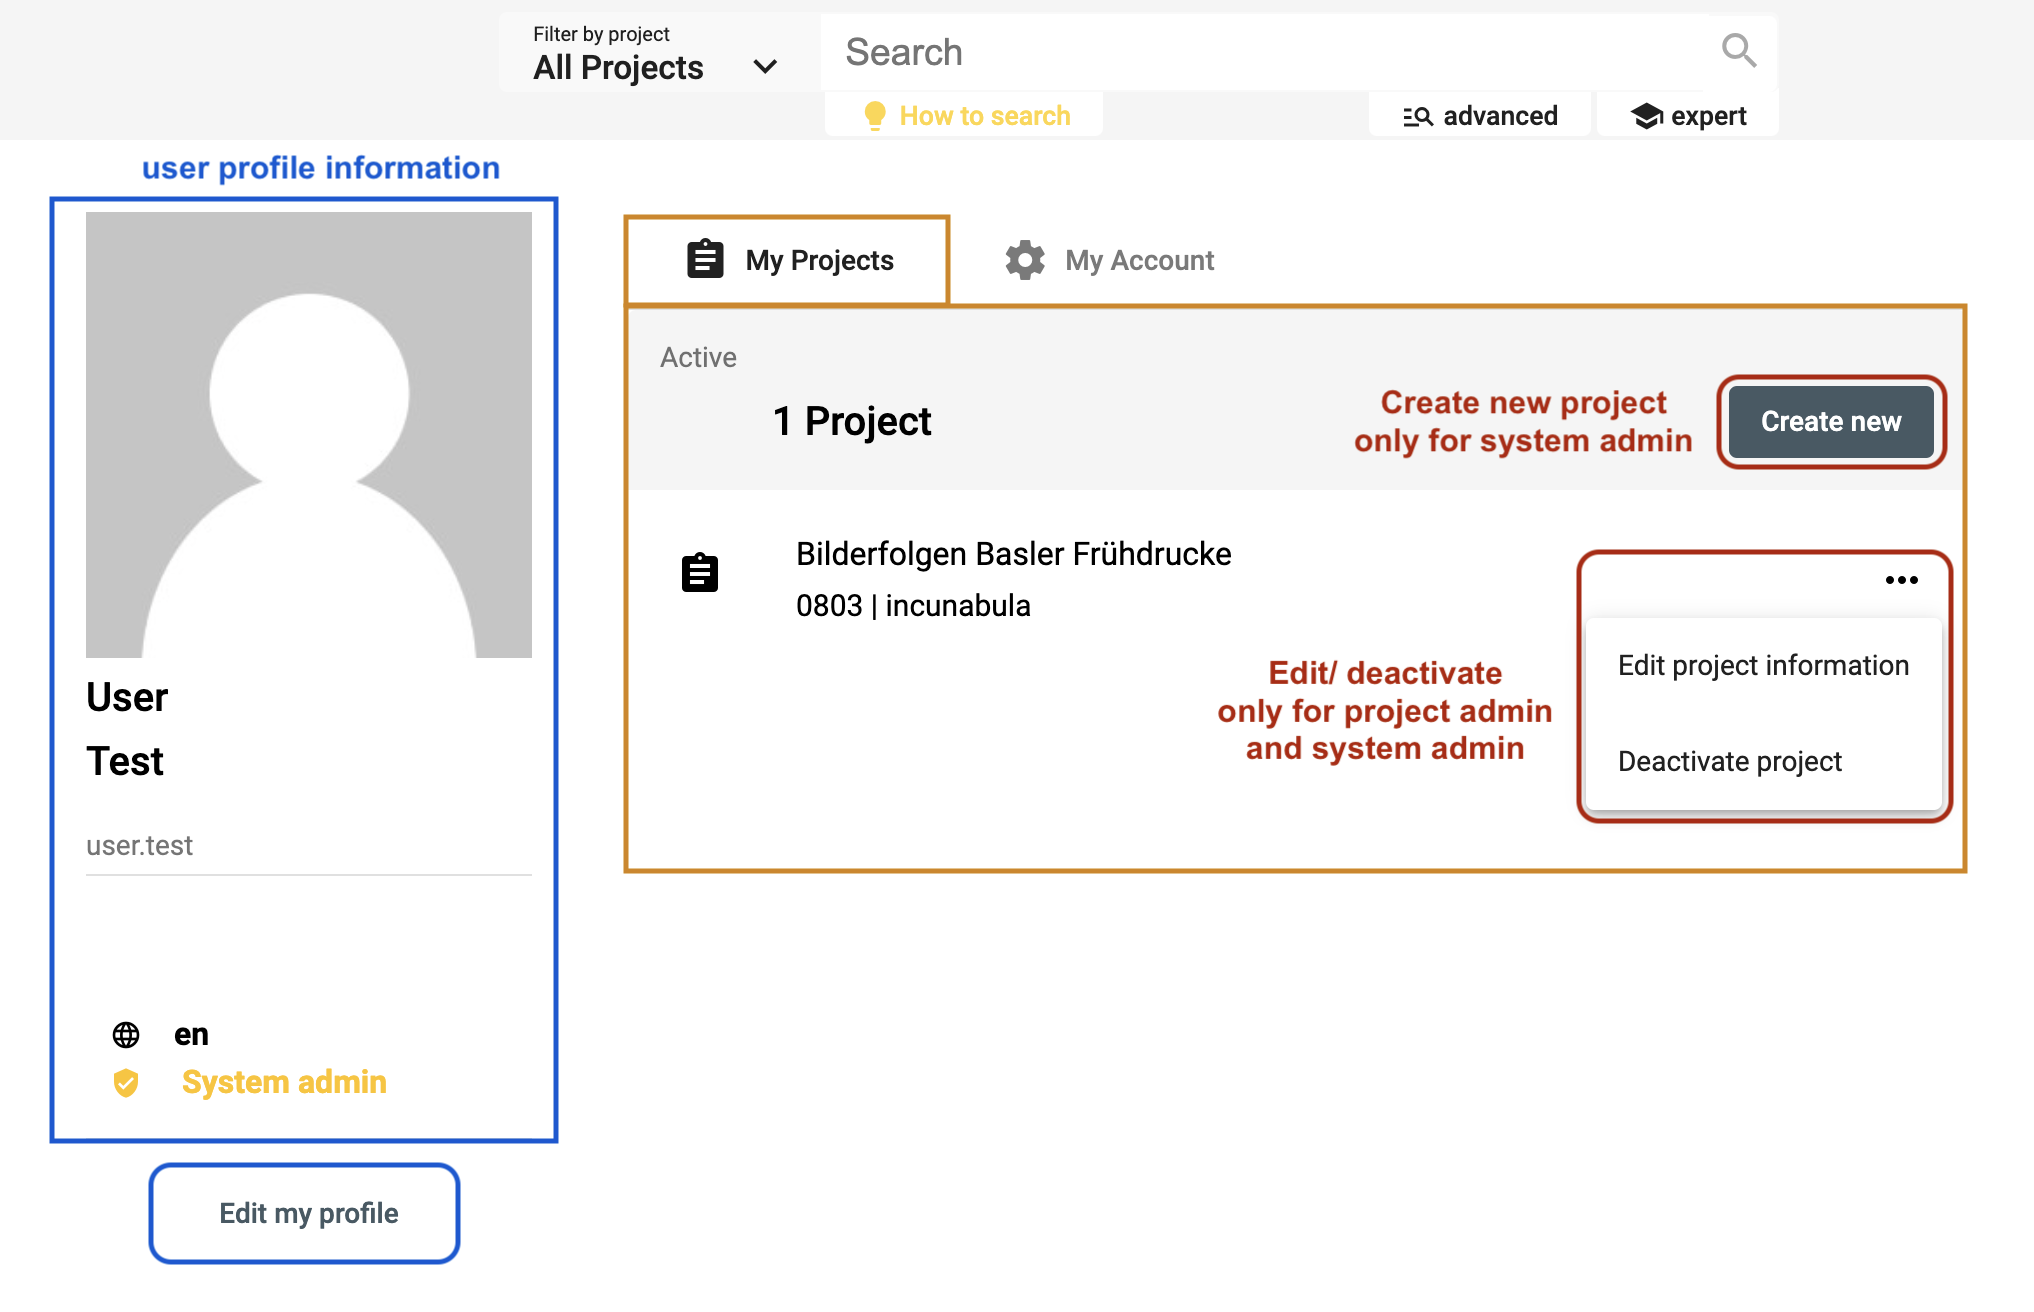 Filter by project
All Projects
Search
How to search
advanced
expert
user profile information
User
Test
user.test
en
System admin
Edit my profile
My Projects
My Account
Active
1 Project
Create new project
only for system admin
Create new
Bilderfolgen Basler Frühdrucke
0803 | incunabula
Edit/ deactivate
only for project admin
and system admin
Edit project information
Deactivate project